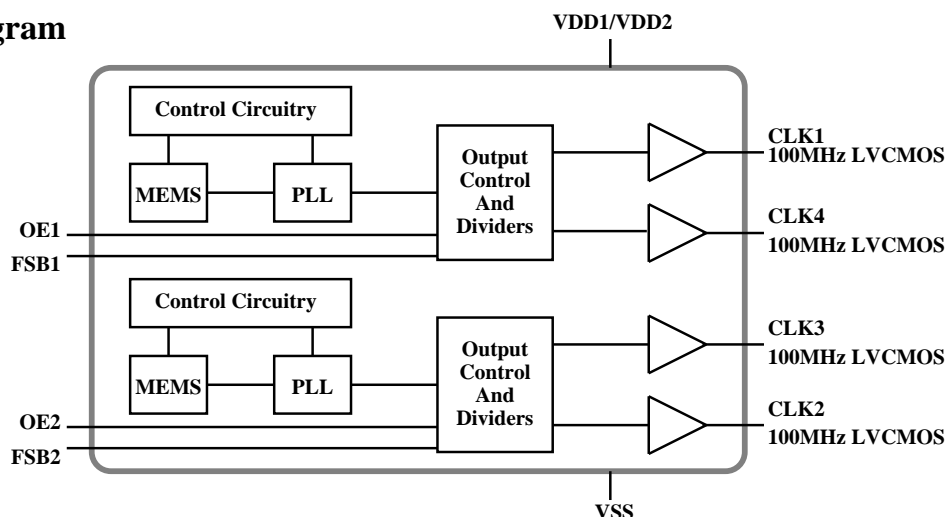 gram
VDD1/VDD2
Control Circuitry
MEMS
PLL
Output
Control
And
Dividers
OE1
FSB1
CLK1
100MHz LVCMOS
CLK4
100MHz LVCMOS
Control Circuitry
MEMS
PLL
Output
Control
And
Dividers
OE2
FSB2
CLK3
100MHz LVCMOS
CLK2
100MHz LVCMOS
VSS